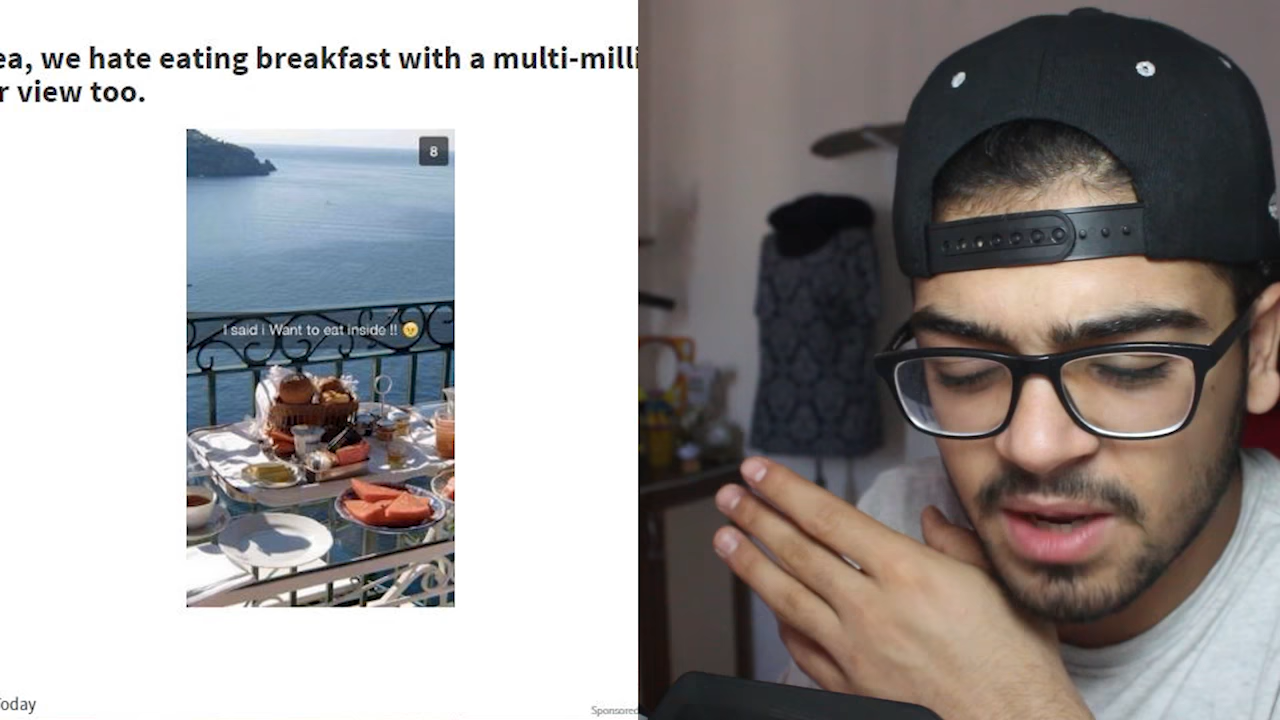 ea, we hate eating breakfast with a multi-milli
r view too.
8
I said i Want to eat inside !! 😠
Today
Sponsored